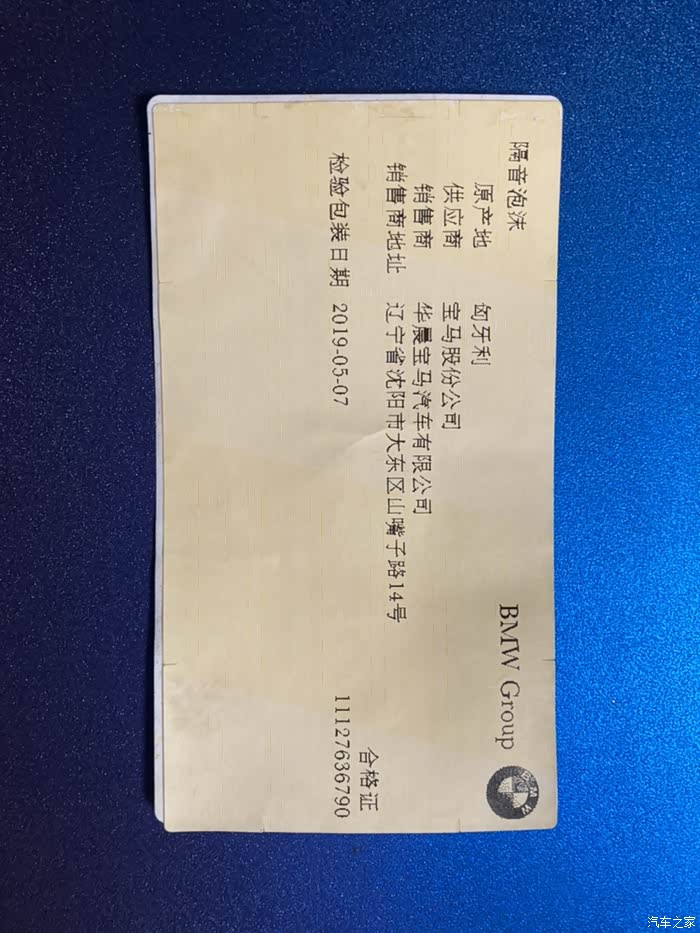 隔音泡沫
BMW Group
BMW
原产地 匈牙利
供应商 宝马股份公司
销售商 华晨宝马汽车有限公司
销售商地址 辽宁省沈阳市大东区山嘴子路14号
合格证
检验包装日期 2019-05-07
11127636790
汽车之家